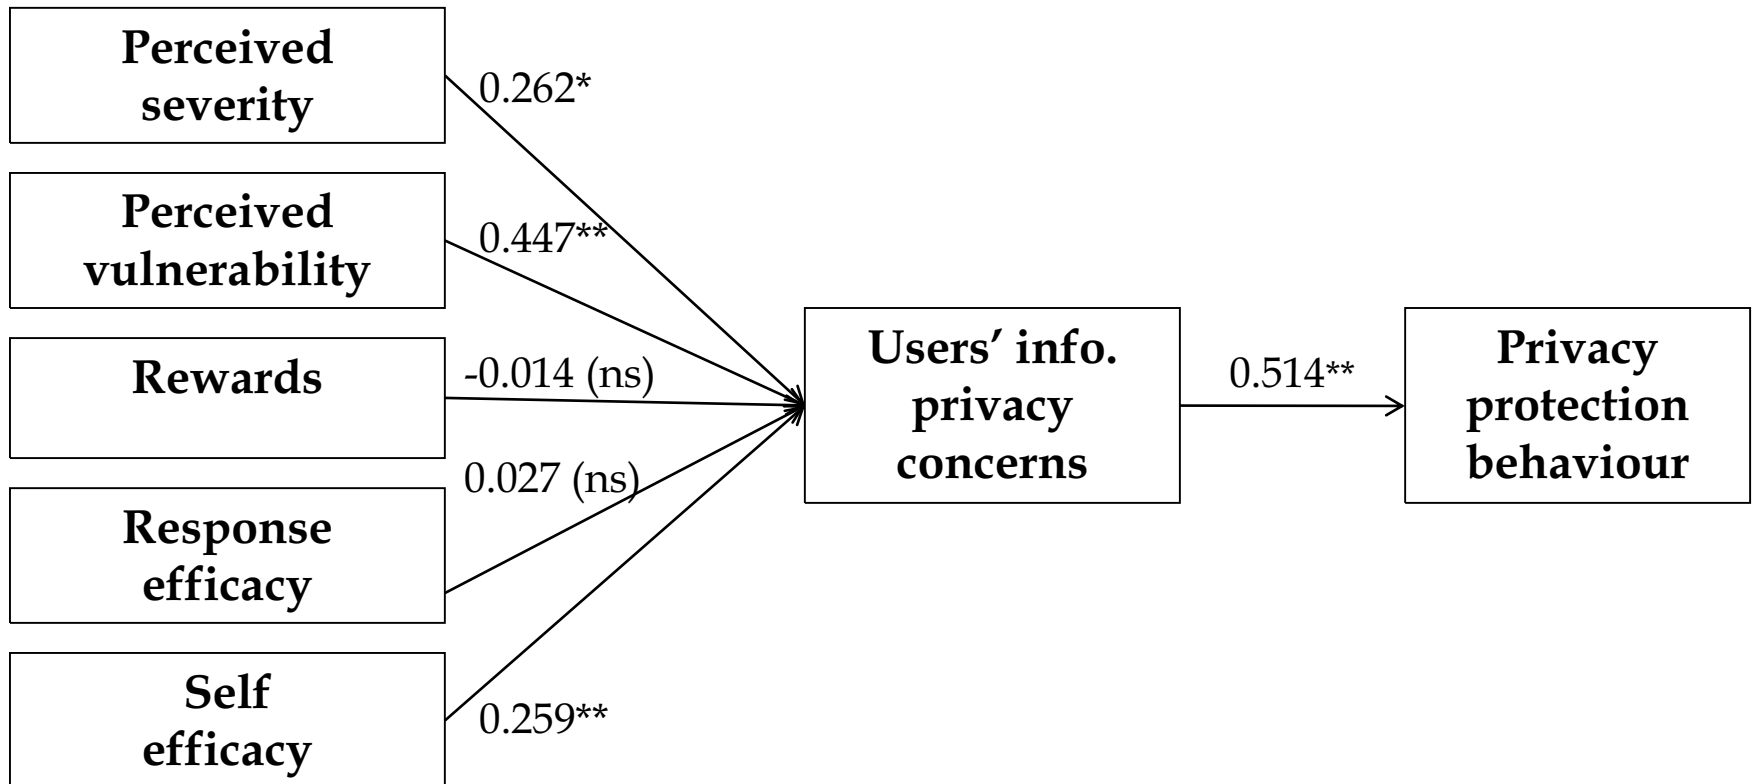 Perceived
severity
0.262*
Perceived
vulnerability
0.447**
Rewards
-0.014 (ns)
Response
efficacy
0.027 (ns)
Self
efficacy
0.259**
Users’ info.
privacy
concerns
0.514**
Privacy
protection
behaviour